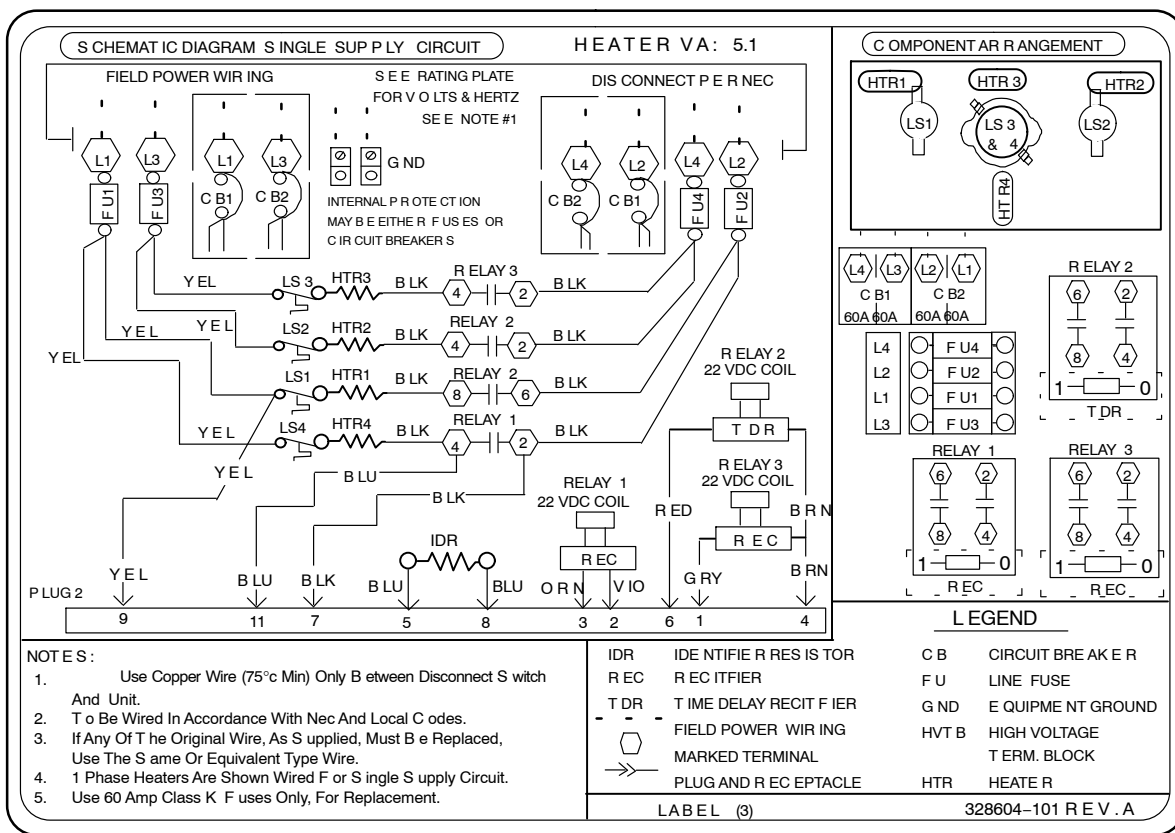 SCHEMATIC DIAGRAM SINGLE SUPPLY CIRCUIT
HEATER VA: 5.1
FIELD POWER WIRING
SEE RATING PLATE
FOR VOLTS & HERTZ
SEE NOTE #1
DISCONNECT PER NEC
L1
L3
L1
L3
GND
L4
L2
L4
L2
FU1
FU3
CB1
CB2
CB2
CB1
FU4
FU2
INTERNAL PROTECTION
MAY BE EITHER FUSES OR
CIRCUIT BREAKERS
YEL
LS3
HTR3
BLK
RELAY 3
4
2
BLK
YEL
YEL
LS2
HTR2
BLK
RELAY 2
4
2
BLK
YEL
LS1
HTR1
BLK
RELAY 2
8
6
BLK
YEL
LS4
HTR4
BLK
RELAY 1
4
2
BLK
YEL
BLU
BLK
RELAY 2
22 VDC COIL
TDR
RELAY 3
22 VDC COIL
REC
RELAY 1
22 VDC COIL
REC
IDR
RED
BRN
YEL
BLU
BLK
BLU
BLU
ORN
VIO
GRY
BRN
PLUG 2
9
11
7
5
8
3
2
6
1
4
COMPONENT ARRANGEMENT
HTR1
HTR 3
HTR2
LS1
LS 3
& 4
LS2
HTR4
L4
L3
L2
L1
CB1
CB2
60A 60A
60A 60A
L4
FU4
L2
FU2
L1
FU1
L3
FU3
RELAY 2
6
2
8
4
1
0
TDR
RELAY 1
6
2
8
4
1
0
REC
RELAY 3
6
2
8
4
1
0
REC
NOTES:
1. Use Copper Wire (75°c Min) Only Between Disconnect Switch
And Unit.
2. To Be Wired In Accordance With Nec And Local Codes.
3. If Any Of The Original Wire, As Supplied, Must Be Replaced,
Use The Same Or Equivalent Type Wire.
4. 1 Phase Heaters Are Shown Wired For Single Supply Circuit.
5. Use 60 Amp Class K Fuses Only, For Replacement.
LEGEND
IDR IDENTIFIER RESISTOR
REC RECITFIER
TDR TIME DELAY RECITFIER
FIELD POWER WIRING
MARKED TERMINAL
PLUG AND RECEPTACLE
CB CIRCUIT BREAKER
FU LINE FUSE
GND EQUIPMENT GROUND
HVTB HIGH VOLTAGE
TERM. BLOCK
HTR HEATER
LABEL (3)
328604-101 REV. A